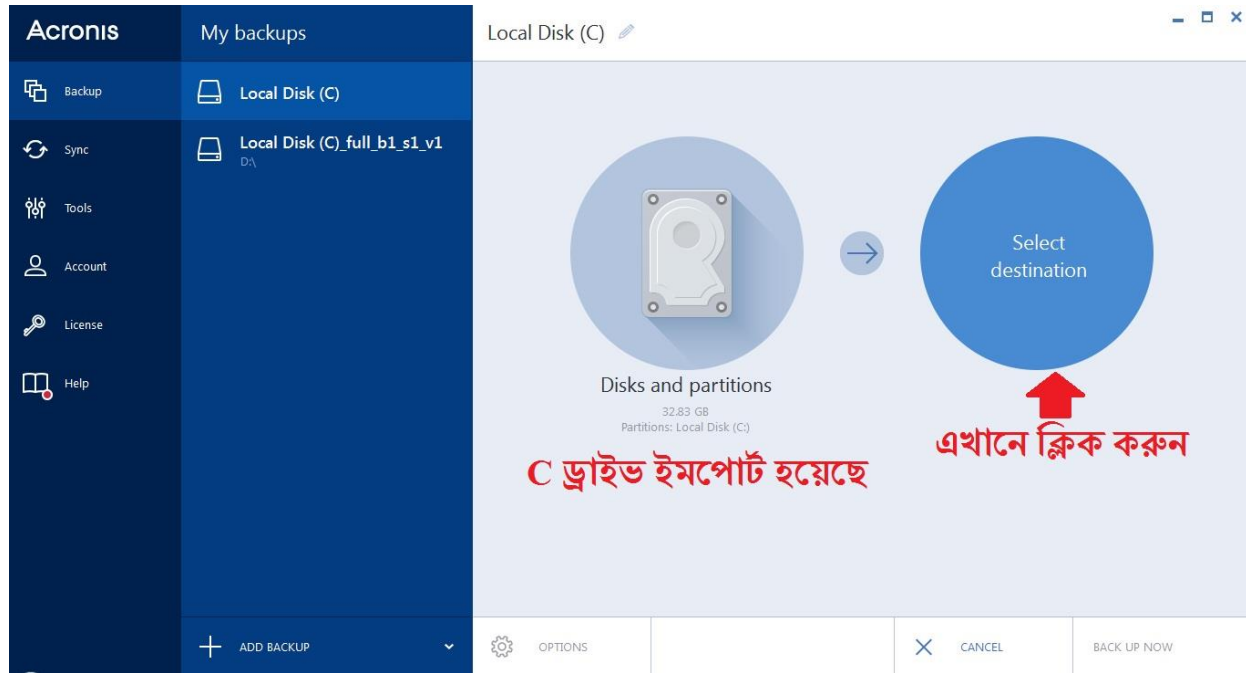 Acronis
Backup
Sync
Tools
Account
License
Help
My backups
Local Disk (C)
Local Disk (C)_full_b1_s1_v1
D:\
ADD BACKUP
Local Disk (C)
Disks and partitions
32.83 GB
Partitions: Local Disk (C:)
C ড্রাইভ ইমপোর্ট হয়েছে
Select
destination
এখানে ক্লিক করুন
OPTIONS
CANCEL
BACK UP NOW